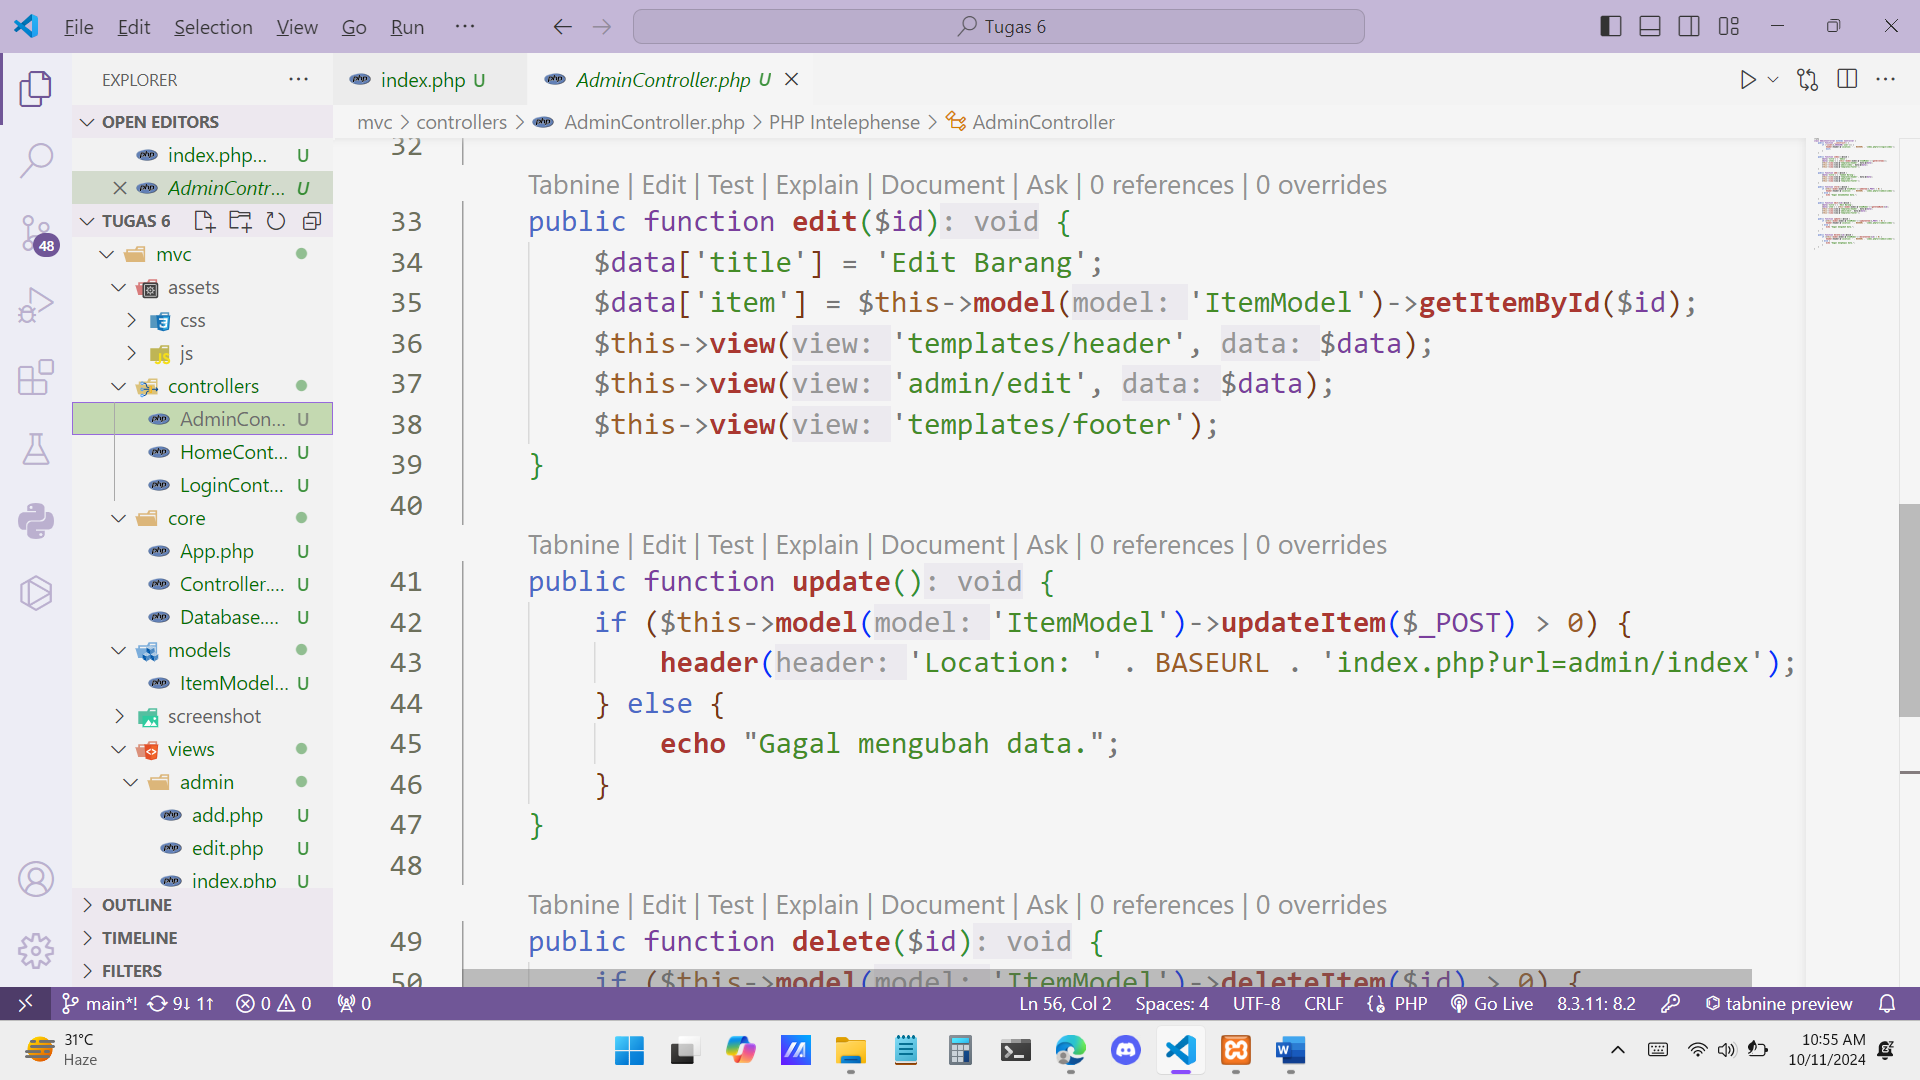 File Edit Selection View Go Run ··· Tugas 6
EXPLORER ···
OPEN EDITORS
index.php... U
AdminContr... U
TUGAS 6
mvc
assets
css
js
controllers
AdminCon... U
HomeCont... U
LoginCont... U
core
App.php U
Controller.... U
Database.... U
models
ItemModel... U
screenshot
views
admin
add.php U
edit.php U
index.php U
OUTLINE
TIMELINE
FILTERS
48
index.php U AdminController.php U
mvc > controllers > AdminController.php > PHP Intelephense > AdminController
32
Tabnine | Edit | Test | Explain | Document | Ask | 0 references | 0 overrides
33 public function edit($id): void {
34 $data['title'] = 'Edit Barang';
35 $data['item'] = $this->model(model: 'ItemModel')->getItemById($id);
36 $this->view(view: 'templates/header', data: $data);
37 $this->view(view: 'admin/edit', data: $data);
38 $this->view(view: 'templates/footer');
39 }
40
Tabnine | Edit | Test | Explain | Document | Ask | 0 references | 0 overrides
41 public function update(): void {
42 if ($this->model(model: 'ItemModel')->updateItem($_POST) > 0) {
43 header(header: 'Location: ' . BASEURL . 'index.php?url=admin/index');
44 } else {
45 echo "Gagal mengubah data.";
46 }
47 }
48
Tabnine | Edit | Test | Explain | Document | Ask | 0 references | 0 overrides
49 public function delete($id): void {
50 if ($this->model(model: 'ItemModel')->deleteItem($id) > 0) {
main*! 9↓ 1↑ 0 0 0 Ln 56, Col 2 Spaces: 4 UTF-8 CRLF PHP Go Live 8.3.11: 8.2 tabnine preview
31°C
Haze
10:55 AM
10/11/2024